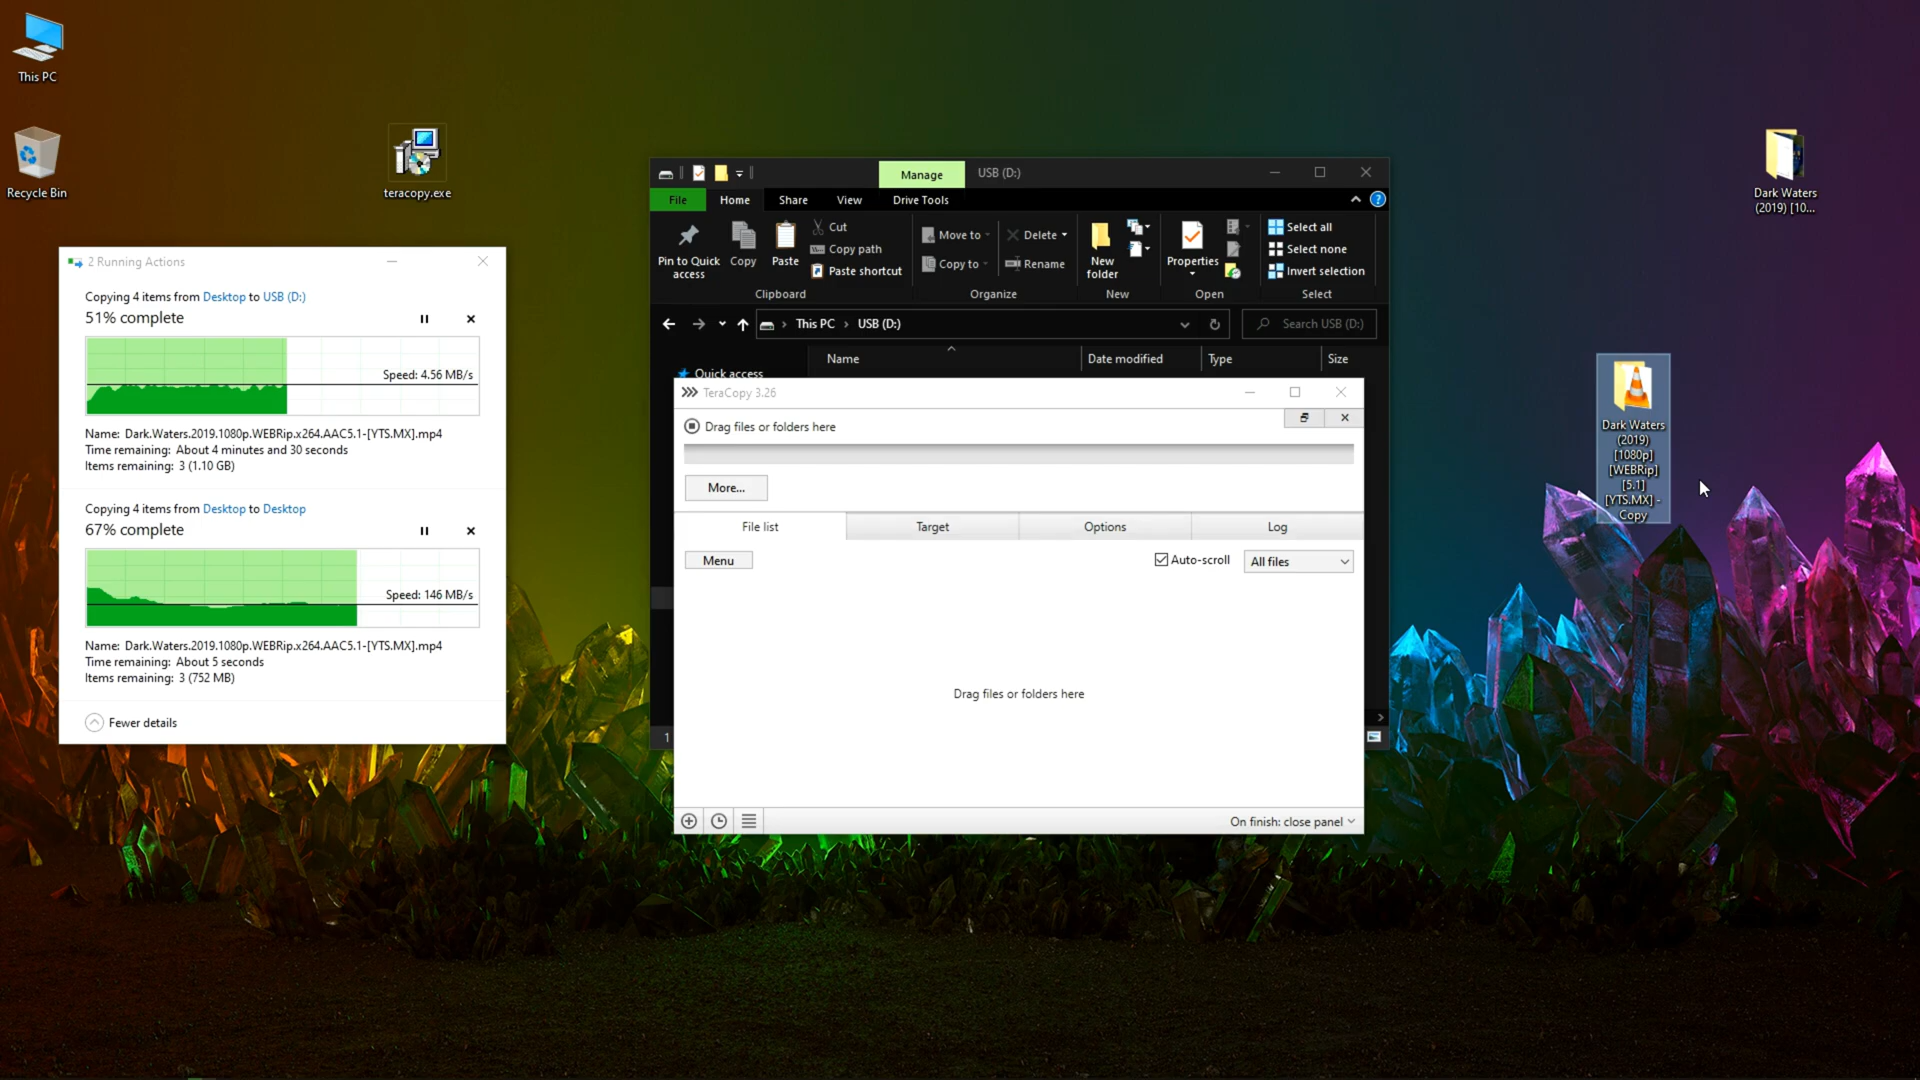 This PC
Recycle Bin
teracopy.exe
Dark Waters
(2019) [10...
Dark Waters
(2019)
[1080p]
[WEBRip]
[5.1]
[YTS.MX] -
Copy
2 Running Actions
Copying 4 items from Desktop to USB (D:)
51% complete
Speed: 4.56 MB/s
Name: Dark.Waters.2019.1080p.WEBRip.x264.AAC5.1-[YTS.MX].mp4
Time remaining: About 4 minutes and 30 seconds
Items remaining: 3 (1.10 GB)
Copying 4 items from Desktop to Desktop
67% complete
Speed: 146 MB/s
Name: Dark.Waters.2019.1080p.WEBRip.x264.AAC5.1-[YTS.MX].mp4
Time remaining: About 5 seconds
Items remaining: 3 (752 MB)
Fewer details
Manage USB (D:)
File Home Share View Drive Tools
Pin to Quick
access
Copy
Paste
Cut
Copy path
Paste shortcut
Clipboard
Move to
Copy to
Delete
Rename
Organize
New
folder
New
Properties
Open
Select all
Select none
Invert selection
Select
This PC USB (D:)
Search USB (D:)
Name Date modified Type Size
Quick access
1
TeraCopy 3.26
Drag files or folders here
More...
File list Target Options Log
Menu Auto-scroll All files
Drag files or folders here
On finish: close panel